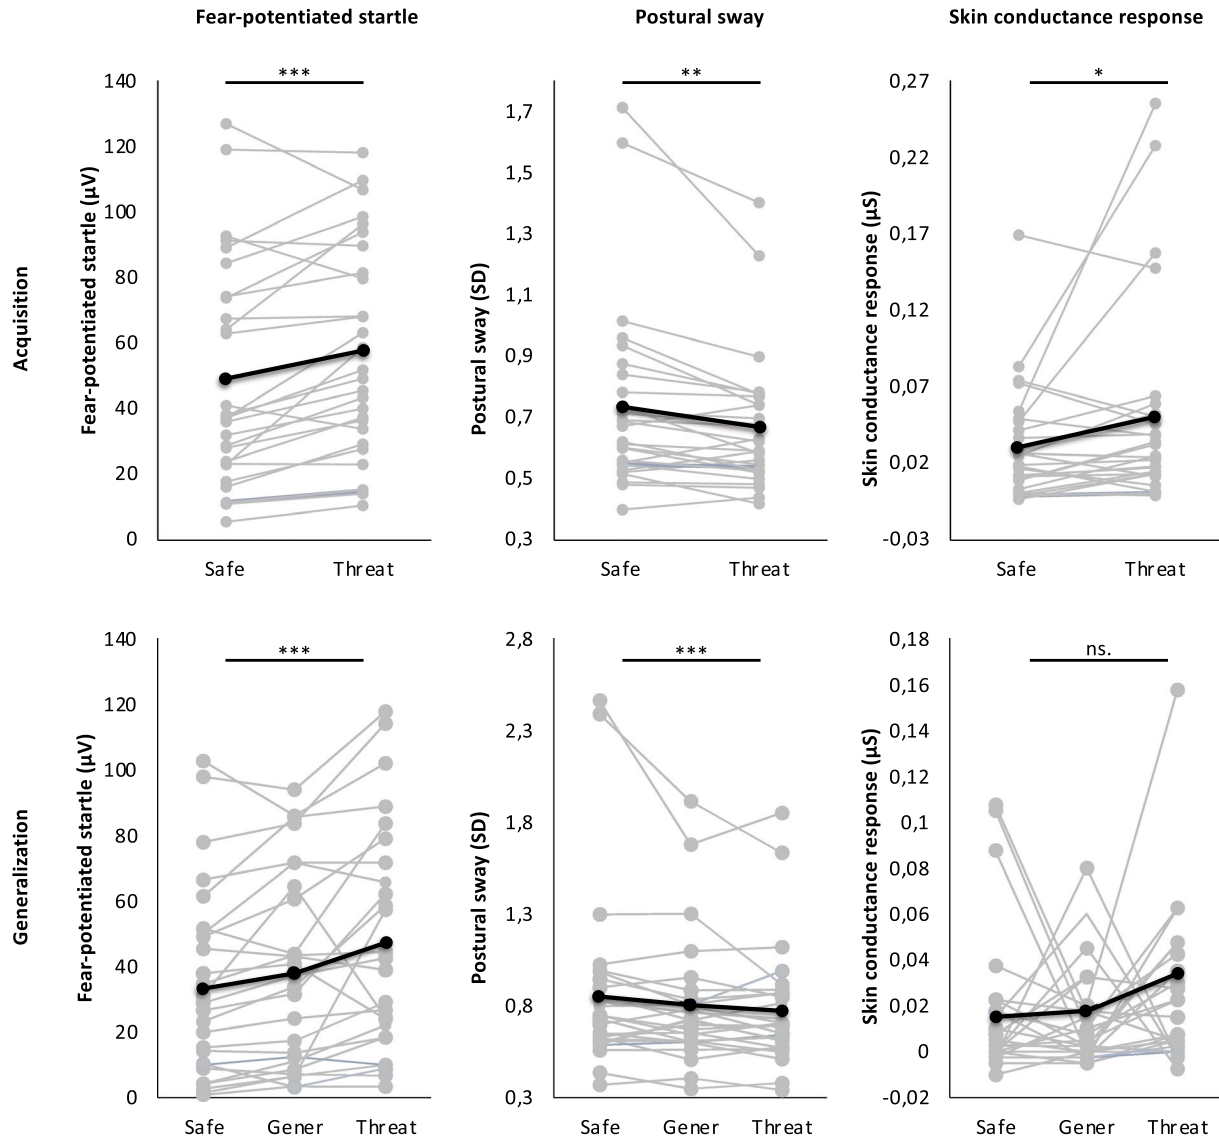 Fear-potentiated startle
Postural sway
Skin conductance response
Acquisition
Fear-potentiated startle (µV)
140
120
100
80
60
40
20
0
***
Safe
Threat
Postural sway (SD)
1,7
1,5
1,3
1,1
0,9
0,7
0,5
0,3
**
Safe
Threat
Skin conductance response (µS)
0,27
0,22
0,17
0,12
0,07
0,02
-0,03
*
Safe
Threat
Generalization
Fear-potentiated startle (µV)
140
120
100
80
60
40
20
0
***
Safe
Gener
Threat
Postural sway (SD)
2,8
2,3
1,8
1,3
0,8
0,3
***
Safe
Gener
Threat
Skin conductance response (µS)
0,18
0,16
0,14
0,12
0,1
0,08
0,06
0,04
0,02
0
-0,02
ns.
Safe
Gener
Threat